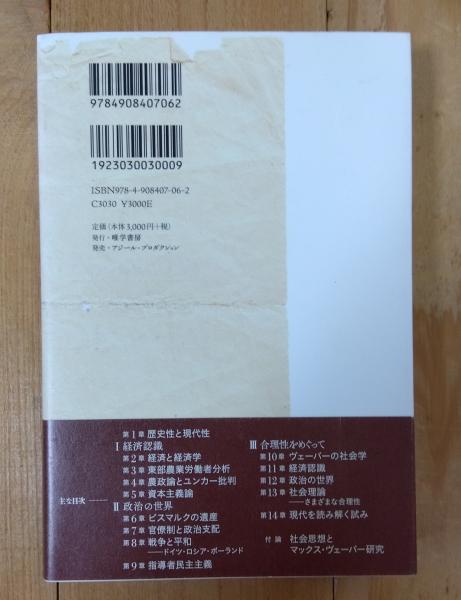 9784908407062
1923030030009
ISBN978-4-908407-06-2
C3030 ¥3000E
定価（本体3,000円＋税）
発行・唯学書房
発売・アジール・プロダクション
主な目次
第1章 歴史性と現代性
I 経済認識
第2章 経済と経済学
第3章 東部農業労働者分析
第4章 農政論とユンカー批判
第5章 資本主義論
II 政治の世界
第6章 ビスマルクの遺産
第7章 官僚制と政治支配
第8章 戦争と平和
——ドイツ・ロシア・ポーランド
第9章 指導者民主主義
III 合理性をめぐって
第10章 ヴェーバーの社会学
第11章 経済認識
第12章 政治の世界
第13章 社会理論
——さまざまな合理性
第14章 現代を読み解く試み
付論 社会思想と
マックス・ヴェーバー研究